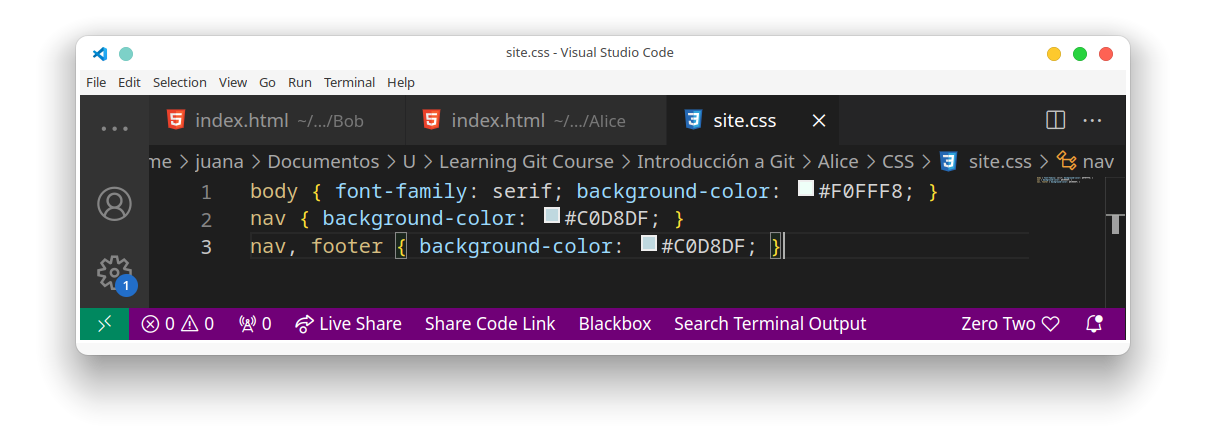 site.css - Visual Studio Code
File Edit Selection View Go Run Terminal Help
index.html ~/.../Bob index.html ~/.../Alice site.css
me > juana > Documentos > U > Learning Git Course > Introducción a Git > Alice > CSS > site.css > nav
1 body { font-family: serif; background-color: #F0FFF8; }
2 nav { background-color: #C0D8DF; }
3 nav, footer { background-color: #C0D8DF; }
1
0 0 0 Live Share Share Code Link Blackbox Search Terminal Output Zero Two